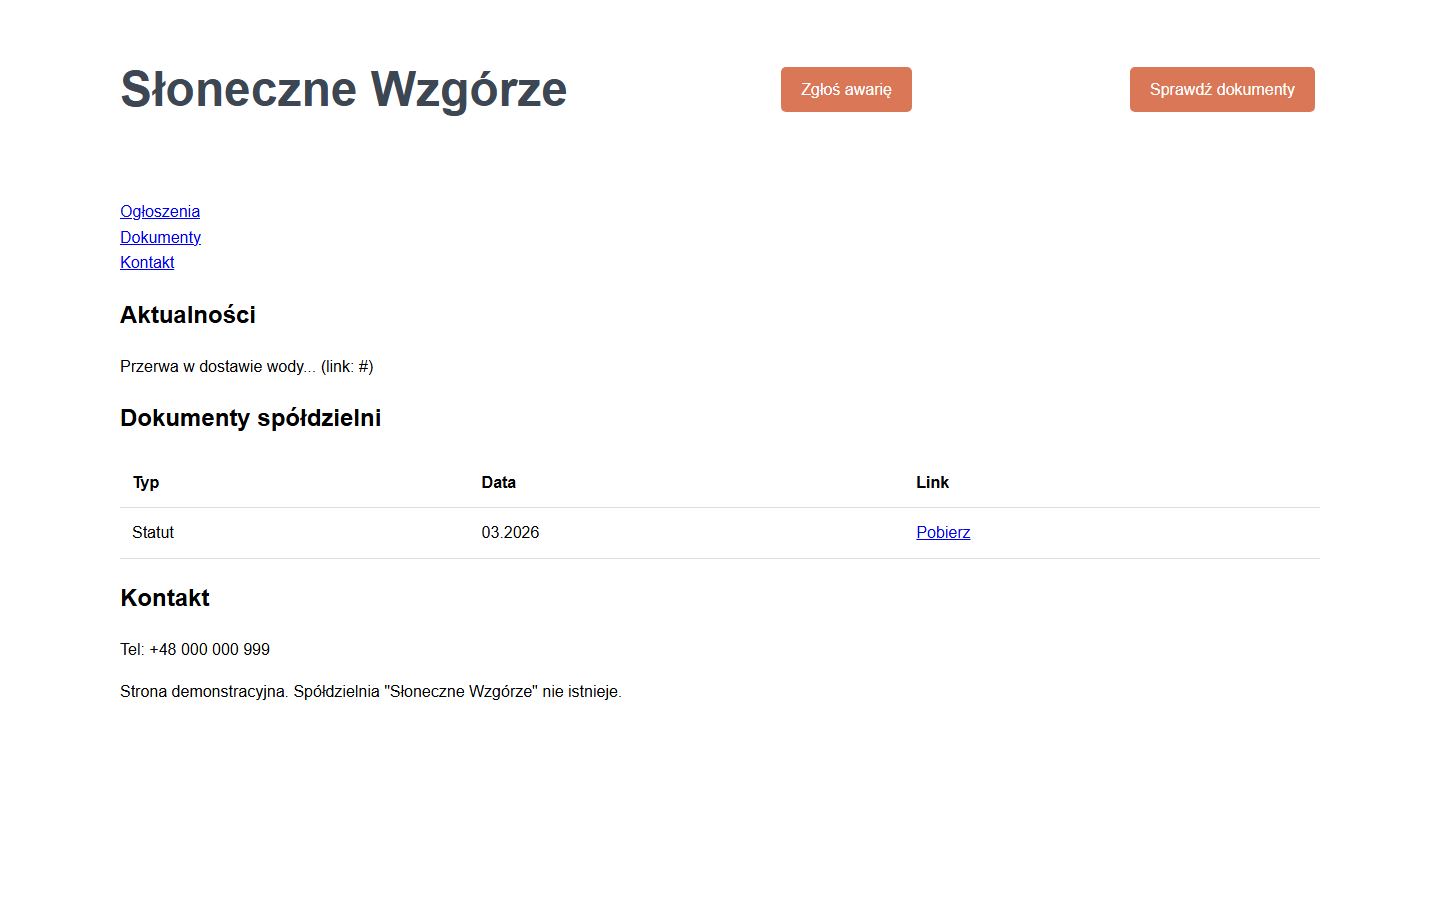 Słoneczne Wzgórze
Zgłoś awarię
Sprawdź dokumenty
Ogłoszenia
Dokumenty
Kontakt
Aktualności
Przerwa w dostawie wody... (link: #)
Dokumenty spółdzielni
Typ Data Link
Statut 03.2026 Pobierz
Kontakt
Tel: +48 000 000 999
Strona demonstracyjna. Spółdzielnia "Słoneczne Wzgórze" nie istnieje.